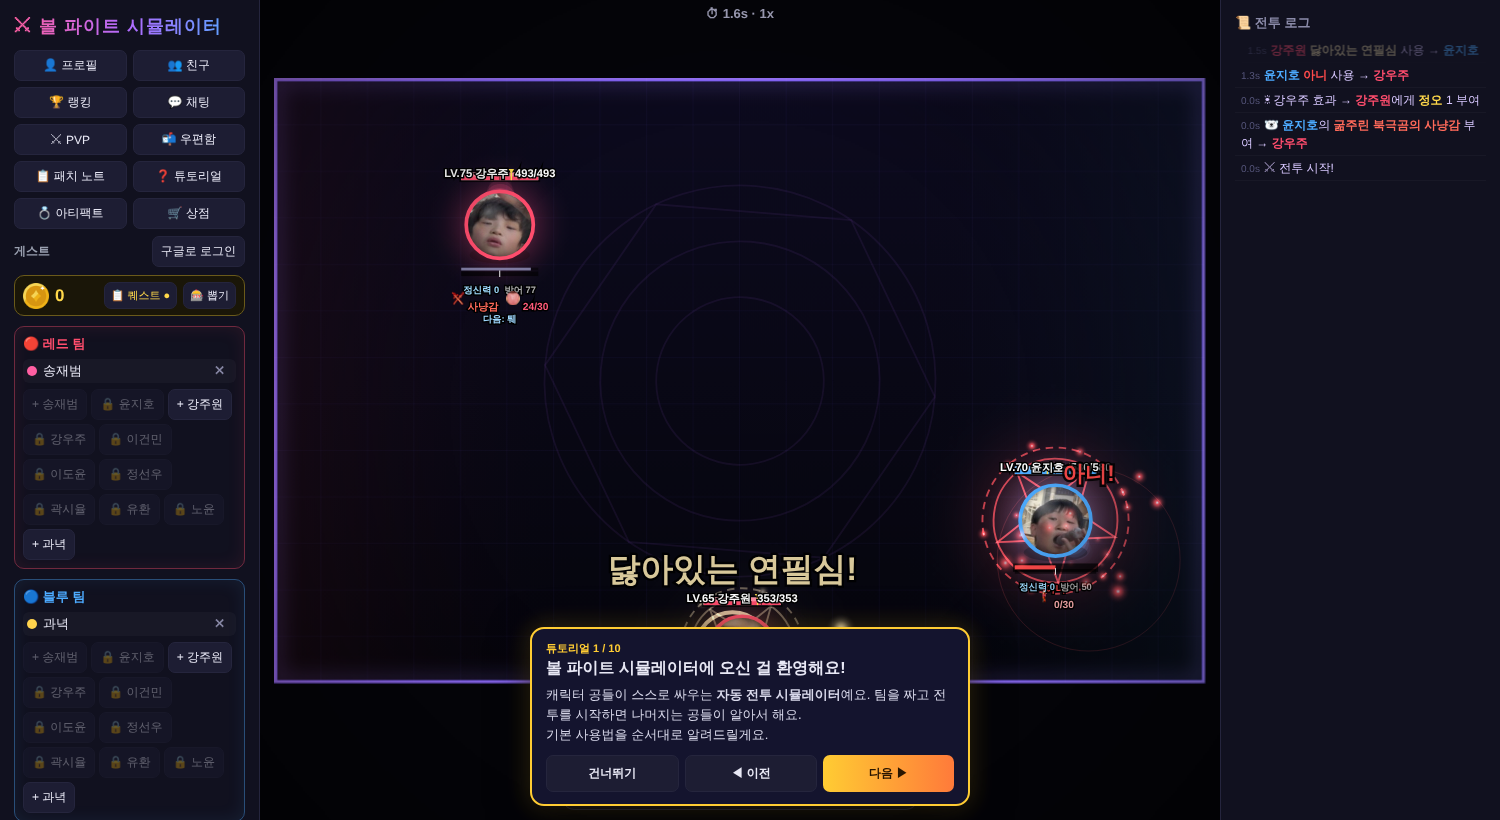 볼 파이트 시뮬레이터
프로필
친구
랭킹
채팅
PVP
우편함
패치 노트
튜토리얼
아티팩트
상점
게스트
구글로 로그인
0
퀘스트
뽑기
레드 팀
송재범 ✕
+ 송재범 윤지호 + 강주원
강우주 이건민
이도윤 정선우
곽시율 유환 노윤
+ 과녁
블루 팀
과녁 ✕
+ 송재범 윤지호 + 강주원
강우주 이건민
이도윤 정선우
곽시율 유환 노윤
+ 과녁
1.6s · 1x
LV.75 강우주 493/493
정신력 0 방어 77
사냥감 24/30
다음: 퉤
LV.70 윤지호
아니!
정신력 0 방어 50
0/30
닳아있는 연필심!
LV.65 강주원 353/353
튜토리얼 1 / 10
볼 파이트 시뮬레이터에 오신 걸 환영해요!
캐릭터 공들이 스스로 싸우는 자동 전투 시뮬레이터예요. 팀을 짜고 전
투를 시작하면 나머지는 공들이 알아서 해요.
기본 사용법을 순서대로 알려드릴게요.
건너뛰기
◀ 이전
다음 ▶
전투 로그
1.5s 강주원 닳아있는 연필심 사용 → 윤지호
1.3s 윤지호 아니 사용 → 강우주
0.0s 강우주 효과 → 강주원에게 정오 1 부여
0.0s 윤지호의 굶주린 북극곰의 사냥감 부
여 → 강우주
0.0s 전투 시작!